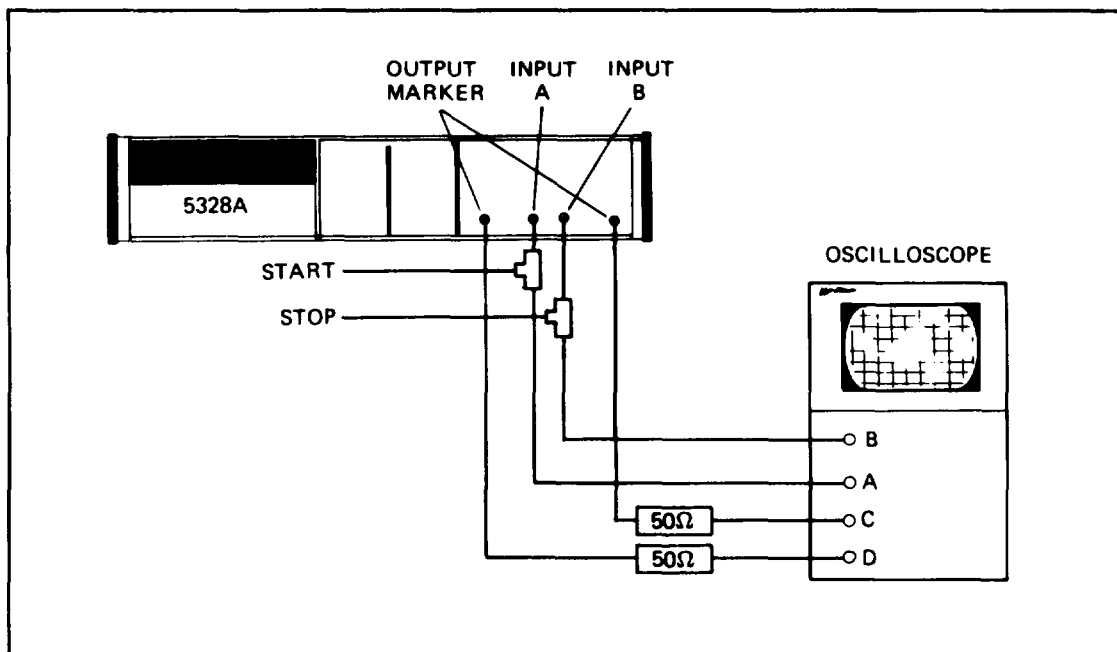 OUTPUT MARKER
INPUT A
INPUT B
5328A
START
STOP
OSCILLOSCOPE
B
A
50Ω
C
50Ω
D